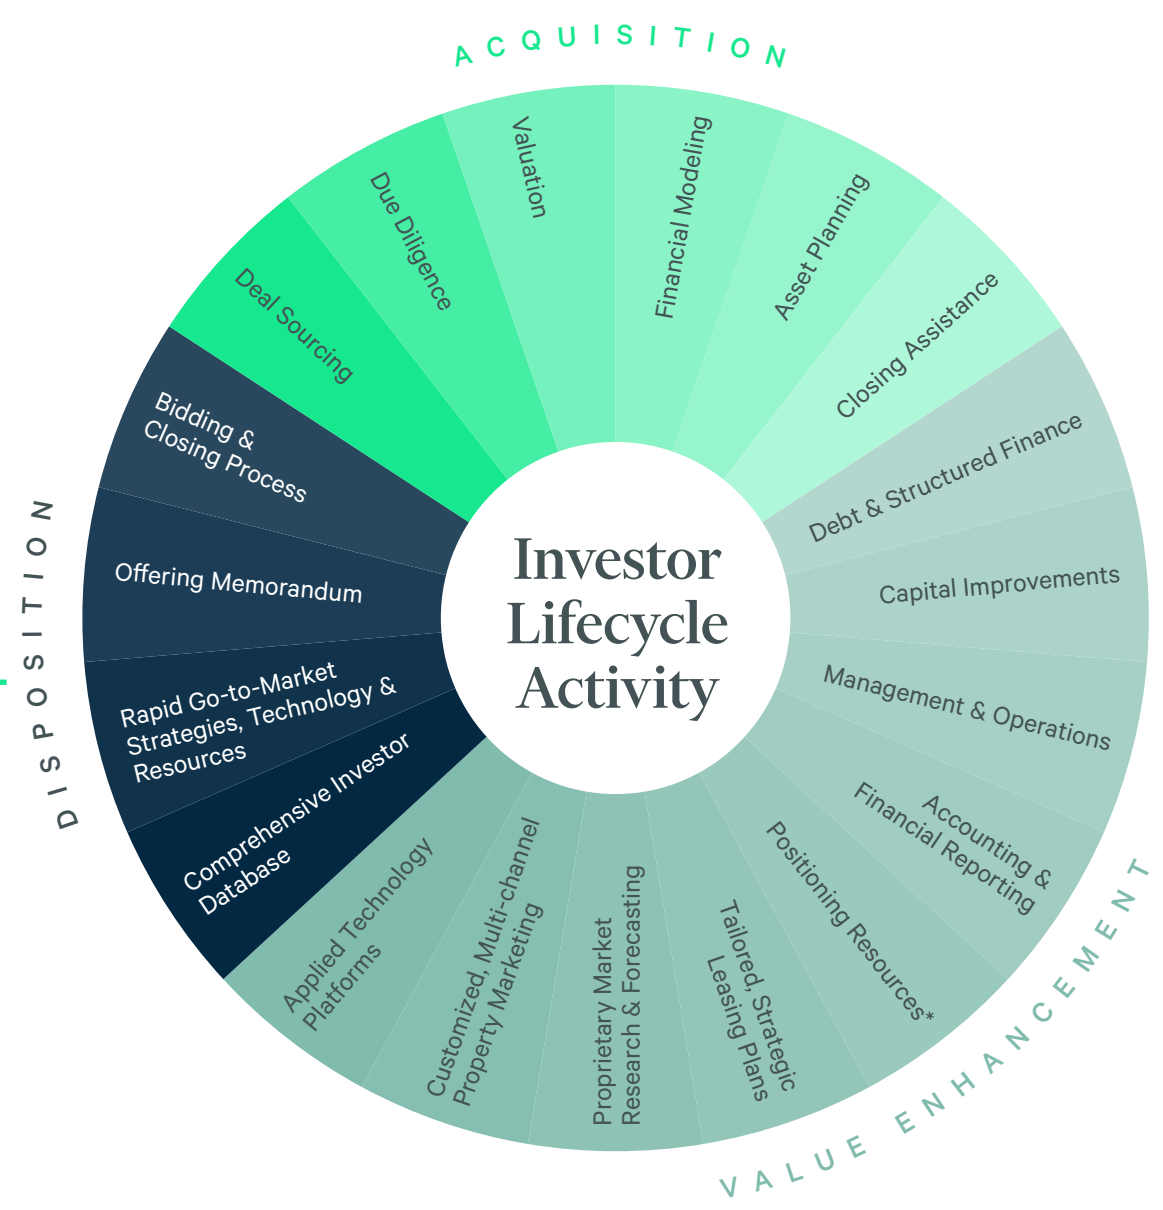 ACQUISITION
Deal Sourcing
Due Diligence
Valuation
Financial Modeling
Asset Planning
Closing Assistance
Debt & Structured Finance
Capital Improvements
Management & Operations
Accounting &
Financial Reporting
Positioning Resources*
Tailored, Strategic
Leasing Plans
Proprietary Market
Research & Forecasting
Customized, Multi-channel
Property Marketing
Applied Technology
Platforms
VALUE ENHANCEMENT
Comprehensive Investor
Database
Rapid Go-to-Market
Strategies, Technology &
Resources
Offering Memorandum
Bidding &
Closing Process
DISPOSITION
Investor
Lifecycle
Activity